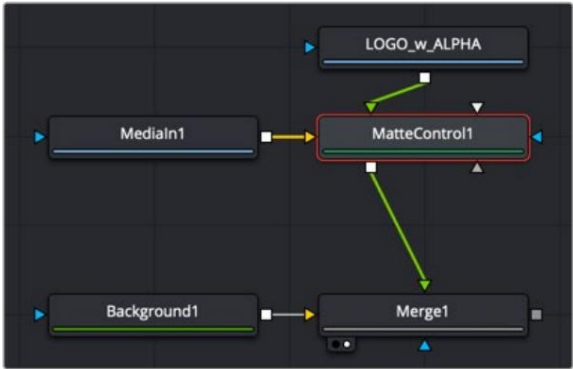 LOGO_w_ALPHA
MediaIn1
MatteControl1
Background1
Merge1